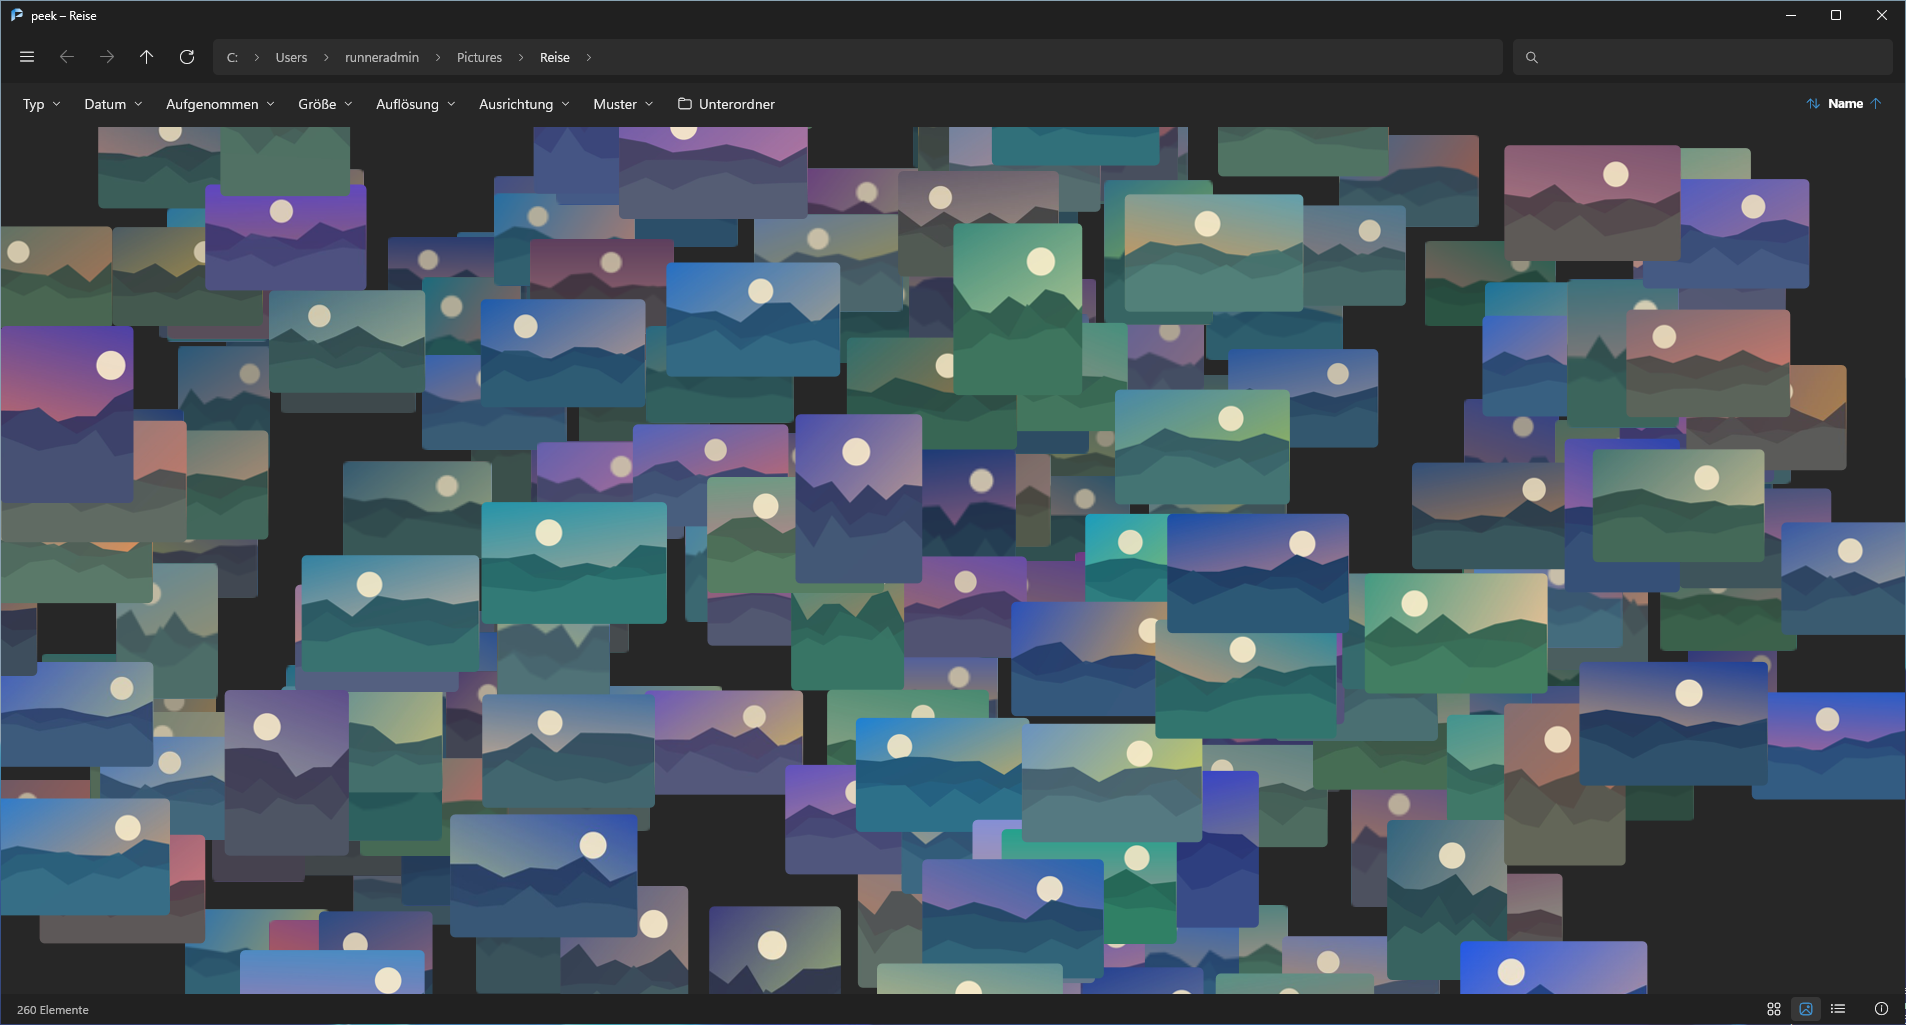 peek – Reise
C: Users runneradmin Pictures Reise
Typ Datum Aufgenommen Größe Auflösung Ausrichtung Muster Unterordner Name
260 Elemente